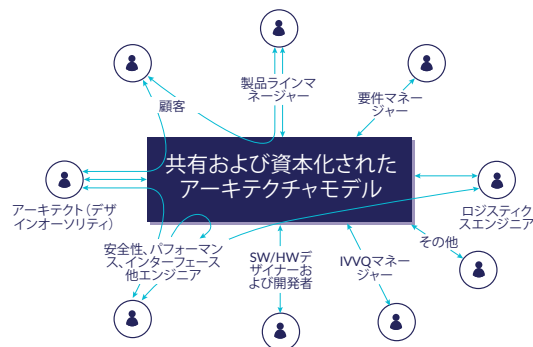 顧客
製品ラインマ
ネージャー
要件マネー
ジャー
共有および資本化された
アーキテクチャモデル
アーキテクト（デザ
インオーソリティ）
ロジスティク
スエンジニア
安全性、パフォーマン
ス、インターフェース
他エンジニア
SW/HWデ
ザイナーお
よび開発者
IVVQマネー
ジャー
その他